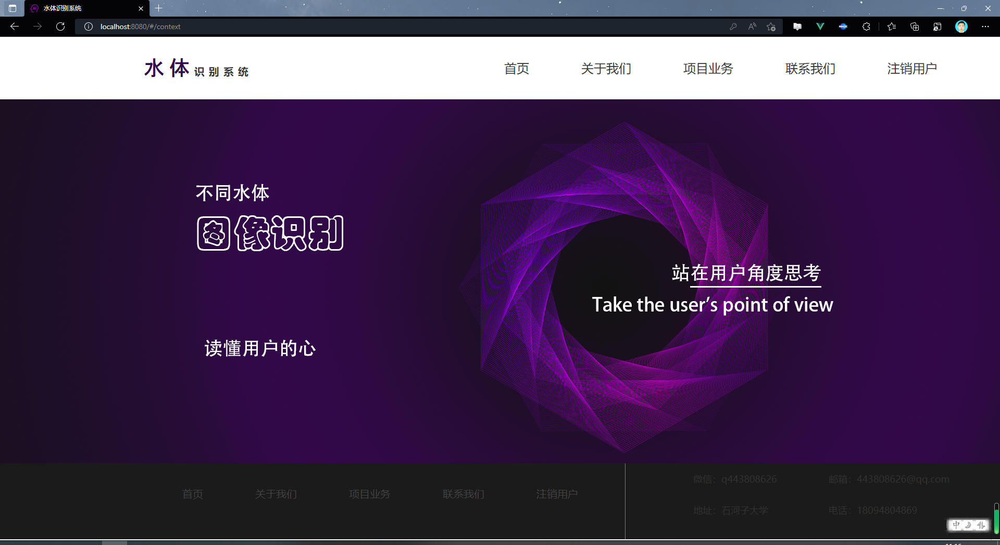 水体识别系统
localhost:8080/#/context
水体识别系统
首页 关于我们 项目业务 联系我们 注销用户
不同水体
图像识别
站在用户角度思考
Take the user's point of view
读懂用户的心
首页 关于我们 项目业务 联系我们 注销用户
微信：q443808626 邮箱：443808626@qq.com
地址：石河子大学 电话：18094804869
中